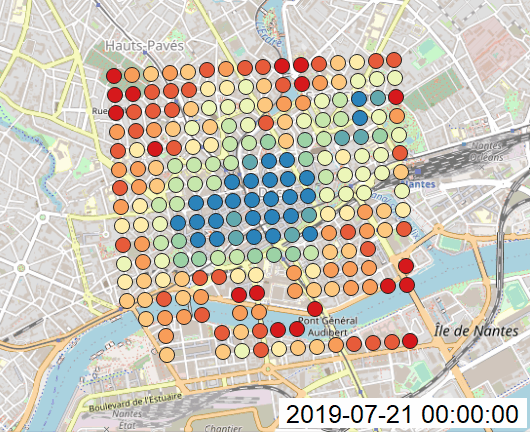 Hauts-Pavés
Rue
Nantes
Orléans
Nantes
Pont Général
Audibert
Île de Nantes
Boulevard de l'Estuaire
Nantes
État
Chantier
2019-07-21 00:00:00